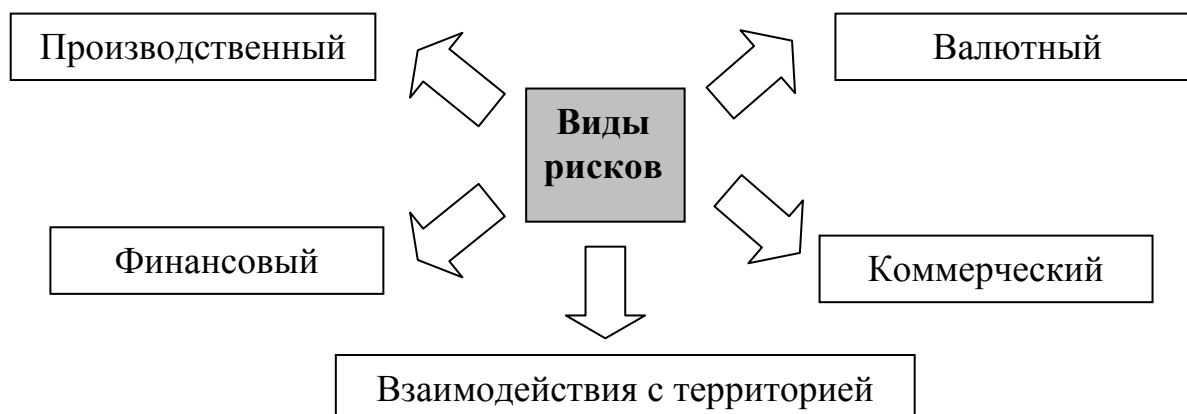 Производственный
Валютный
Виды
рисков
Финансовый
Коммерческий
Взаимодействия с территорией